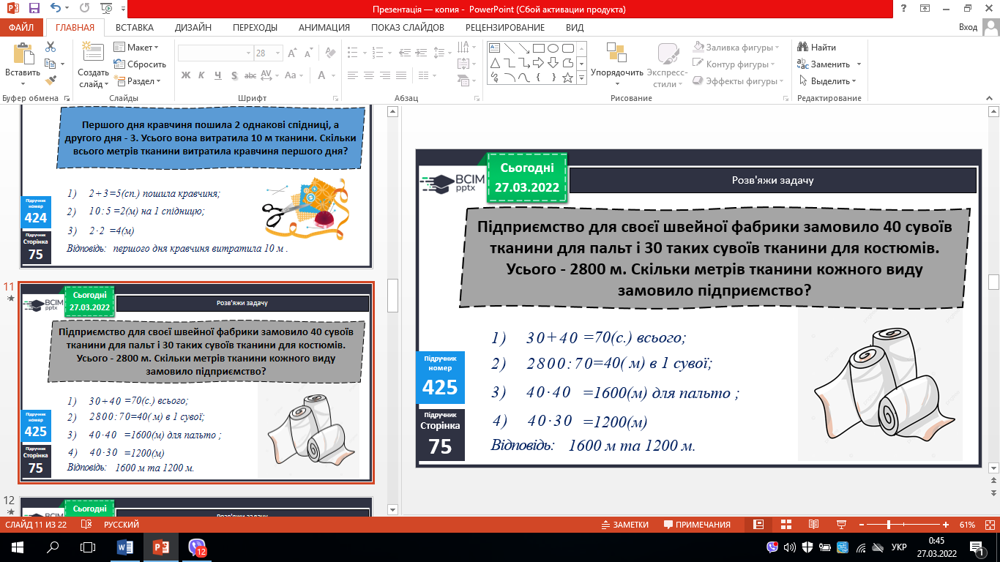 Презентація — копия - PowerPoint (Сбой активации продукта)
ФАЙЛ ГЛАВНАЯ ВСТАВКА ДИЗАЙН ПЕРЕХОДЫ АНИМАЦИЯ ПОКАЗ СЛАЙДОВ РЕЦЕНЗИРОВАНИЕ ВИД Вход
Вставить
Создать слайд
Макет
Сбросить
Раздел
28
Ж К Ч S abc AV Aa A
Упорядочить
Экспресс-стили
Заливка фигуры
Контур фигуры
Эффекты фигуры
Найти
Заменить
Выделить
Буфер обмена Слайды Шрифт Абзац Рисование Редактирование
Першого дня кравчиня пошила 2 однакові спідниці, а
другого дня - 3. Усього вона витратила 10 м тканини. Скільки
всього метрів тканини витратила кравчиня першого дня?
1) 2+3=5(сп.) пошила кравчиня;
2) 10:5=2(м) на 1 спідницю;
3) 2·2 =4(м)
Відповідь: першого дня кравчиня витратила 10 м .
Підручник
номер
424
Підручник
Сторінка
75
11
Сьогодні
27.03.2022
BCIM
pptx
Розв'яжи задачу
Підприємство для своєї швейної фабрики замовило 40 сувоїв
тканини для пальт і 30 таких сувоїв тканини для костюмів.
Усього - 2800 м. Скільки метрів тканини кожного виду
замовило підприємство?
1) 30+40 =70(с.) всього;
2) 2800:70=40( м) в 1 сувої;
3) 40·40 =1600(м) для пальто ;
4) 40·30 =1200(м)
Відповідь: 1600 м та 1200 м.
Підручник
номер
425
Підручник
Сторінка
75
12
Сьогодні
Розв'яжи задачу
BCIM
pptx
Сьогодні
27.03.2022
Розв'яжи задачу
Підприємство для своєї швейної фабрики замовило 40 сувоїв
тканини для пальт і 30 таких сувоїв тканини для костюмів.
Усього - 2800 м. Скільки метрів тканини кожного виду
замовило підприємство?
1) 30+40 =70(с.) всього;
2) 2800:70=40( м) в 1 сувої;
3) 40·40 =1600(м) для пальто ;
4) 40·30 =1200(м)
Відповідь: 1600 м та 1200 м.
Підручник
номер
425
Підручник
Сторінка
75
СЛАЙД 11 ИЗ 22 РУССКИЙ ЗАМЕТКИ ПРИМЕЧАНИЯ 61%
12 УКР 0:45
27.03.2022 1